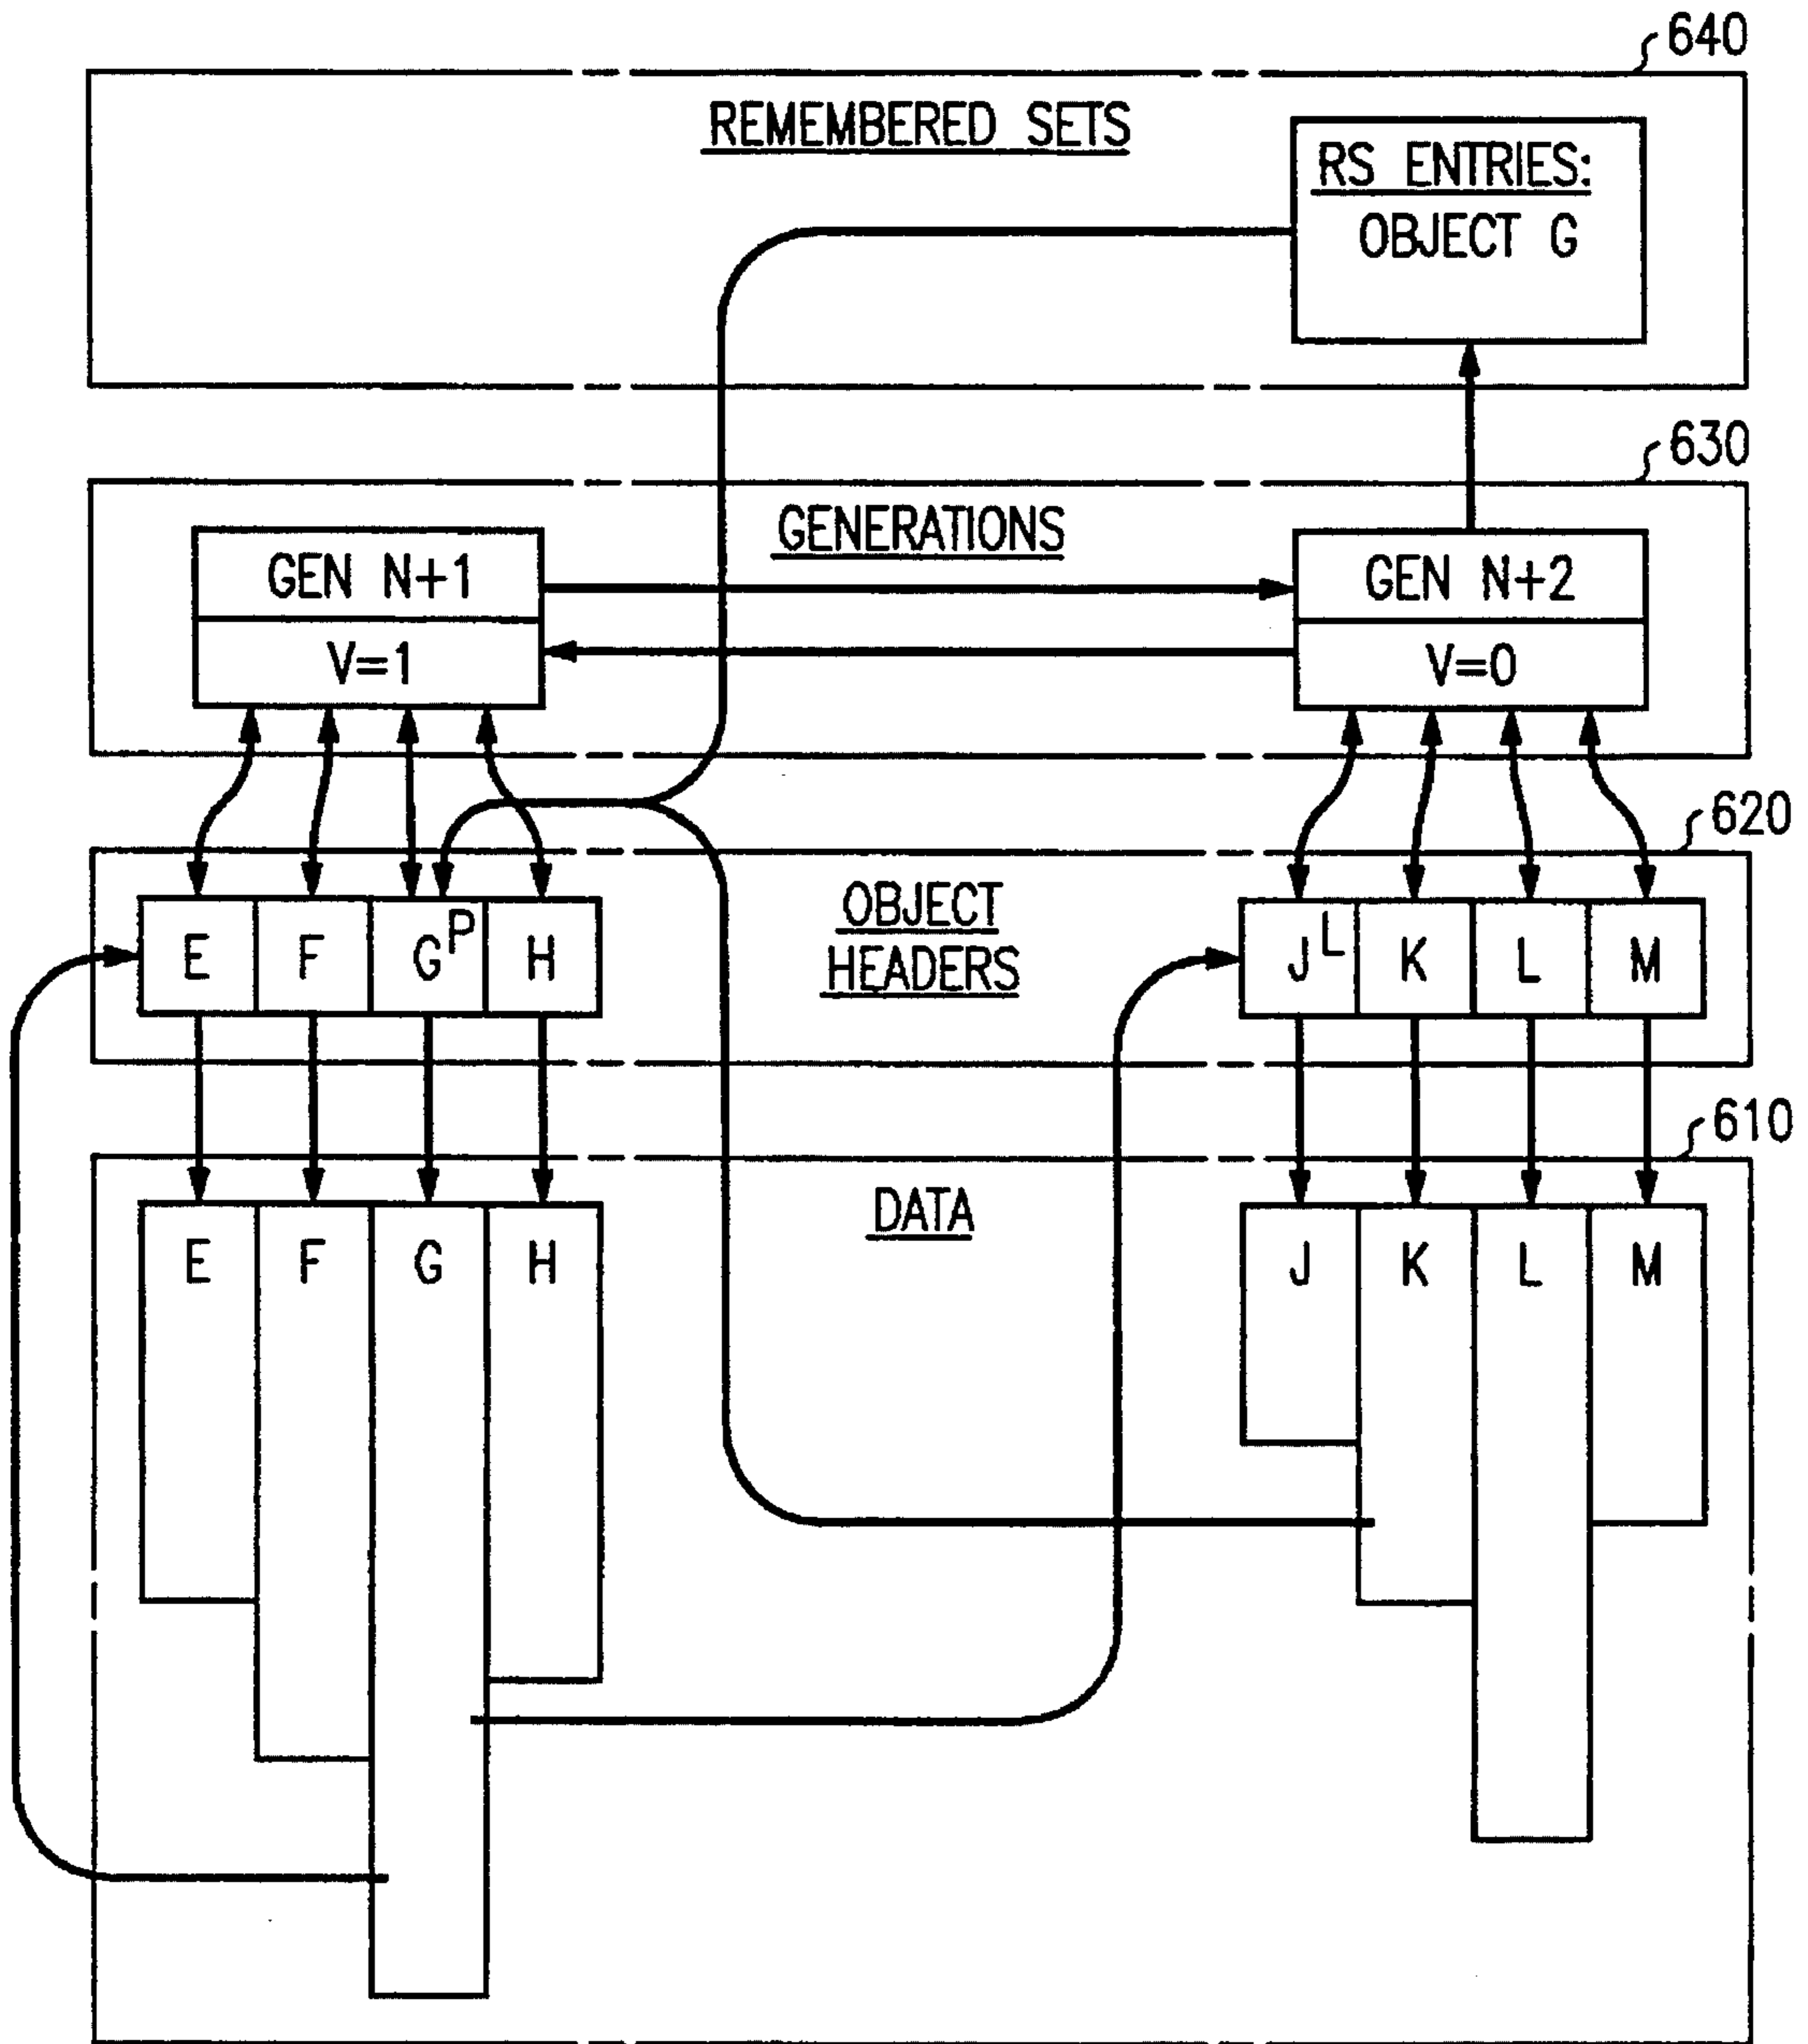 640
REMEMBERED SETS
RS ENTRIES:
OBJECT G
630
GENERATIONS
GEN N+1
V=1
GEN N+2
V=0
620
OBJECT
HEADERS
E F G^P H
J^L K L M
610
DATA
E F G H
J K L M